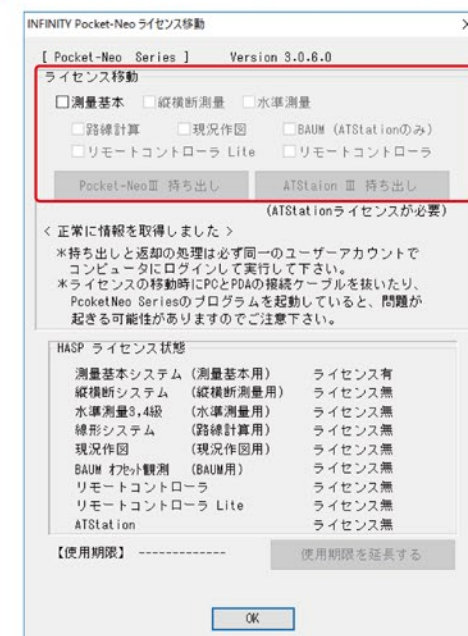 INFINITY Pocket-Neo ライセンス移動
[ Pocket-Neo Series ] Version 3.0.6.0
ライセンス移動
測量基本 縦横断測量 水準測量
路線計算 現況作図 BAUM (ATStationのみ)
リモートコントローラ Lite リモートコントローラ
Pocket-NeoⅢ 持ち出し ATStaion Ⅲ 持ち出し
(ATStationライセンスが必要)
< 正常に情報を取得しました >
*持ち出しと返却の処理は必ず同一のユーザーアカウントで
コンピュータにログインして実行して下さい。
*ライセンスの移動時にPCとPDAの接続ケーブルを抜いたり、
PcoketNeo Seriesのプログラムを起動していると、問題が
起きる可能性がありますのでご注意下さい。
HASP ライセンス状態
測量基本システム (測量基本用) ライセンス有
縦横断システム (縦横断測量用) ライセンス無
水準測量3,4級 (水準測量用) ライセンス無
線形システム (路線計算用) ライセンス無
現況作図 (現況作図用) ライセンス無
BAUM オフセット観測 (BAUM用) ライセンス無
リモートコントローラ ライセンス無
リモートコントローラ Lite ライセンス無
ATStation ライセンス無
【使用期限】 ------------- 使用期限を延長する
OK